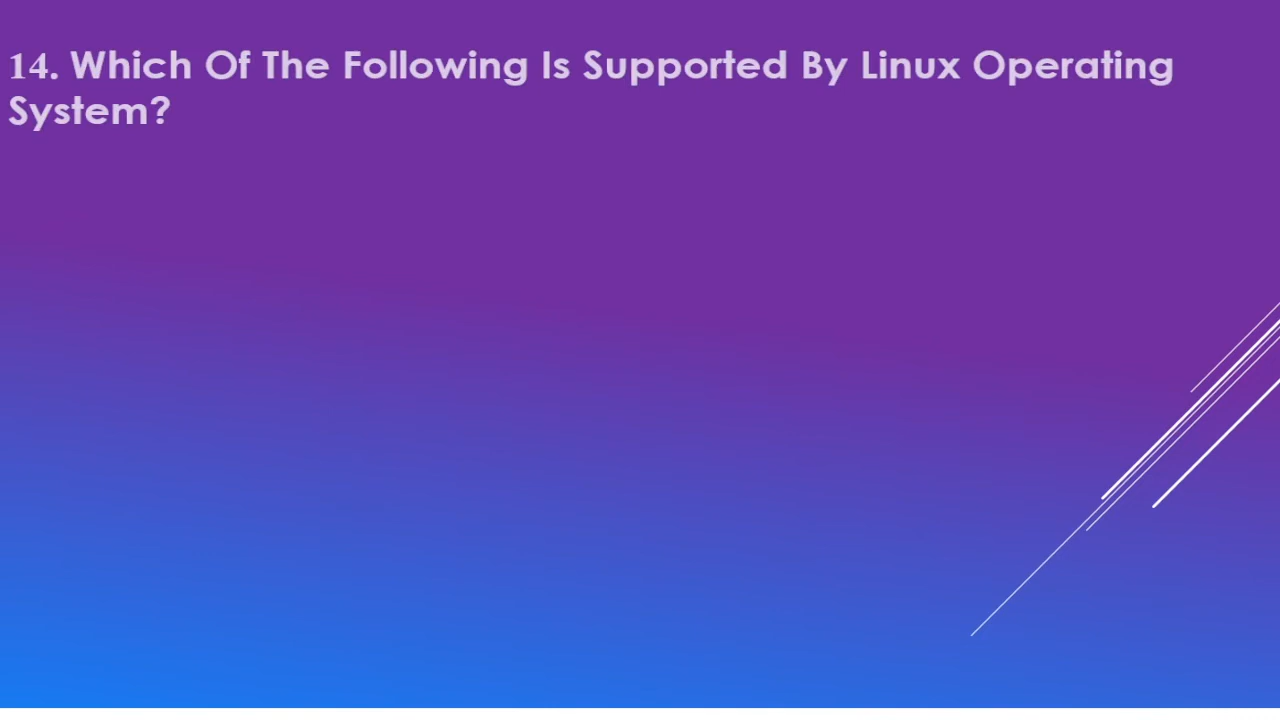 14. Which Of The Following Is Supported By Linux Operating
System?